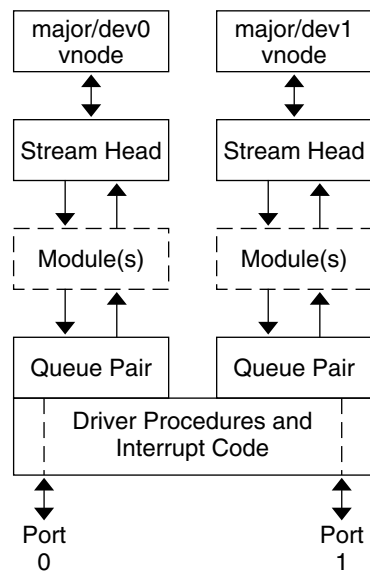 major/dev0
vnode
major/dev1
vnode
Stream Head
Stream Head
Module(s)
Module(s)
Queue Pair
Queue Pair
Driver Procedures and
Interrupt Code
Port
0
Port
1